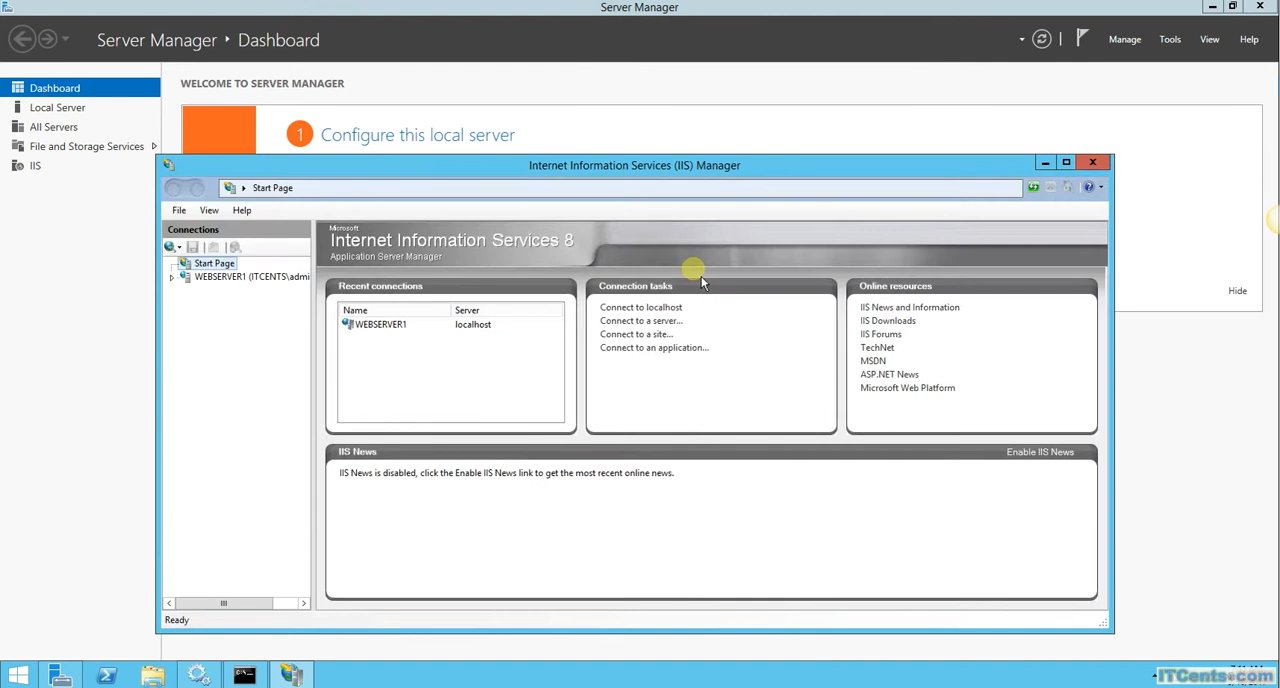 Server Manager
Server Manager ‣ Dashboard
Manage
Tools
View
Help
Dashboard
Local Server
All Servers
File and Storage Services
IIS
WELCOME TO SERVER MANAGER
1 Configure this local server
Hide
Internet Information Services (IIS) Manager
Start Page
File View Help
Connections
Start Page
WEBSERVER1 (ITCENTS\admi
Microsoft
Internet Information Services 8
Application Server Manager
Recent connections
Name Server
WEBSERVER1 localhost
Connection tasks
Connect to localhost
Connect to a server...
Connect to a site...
Connect to an application...
Online resources
IIS News and Information
IIS Downloads
IIS Forums
TechNet
MSDN
ASP.NET News
Microsoft Web Platform
IIS News
Enable IIS News
IIS News is disabled, click the Enable IIS News link to get the most recent online news.
Ready
ITCents.com